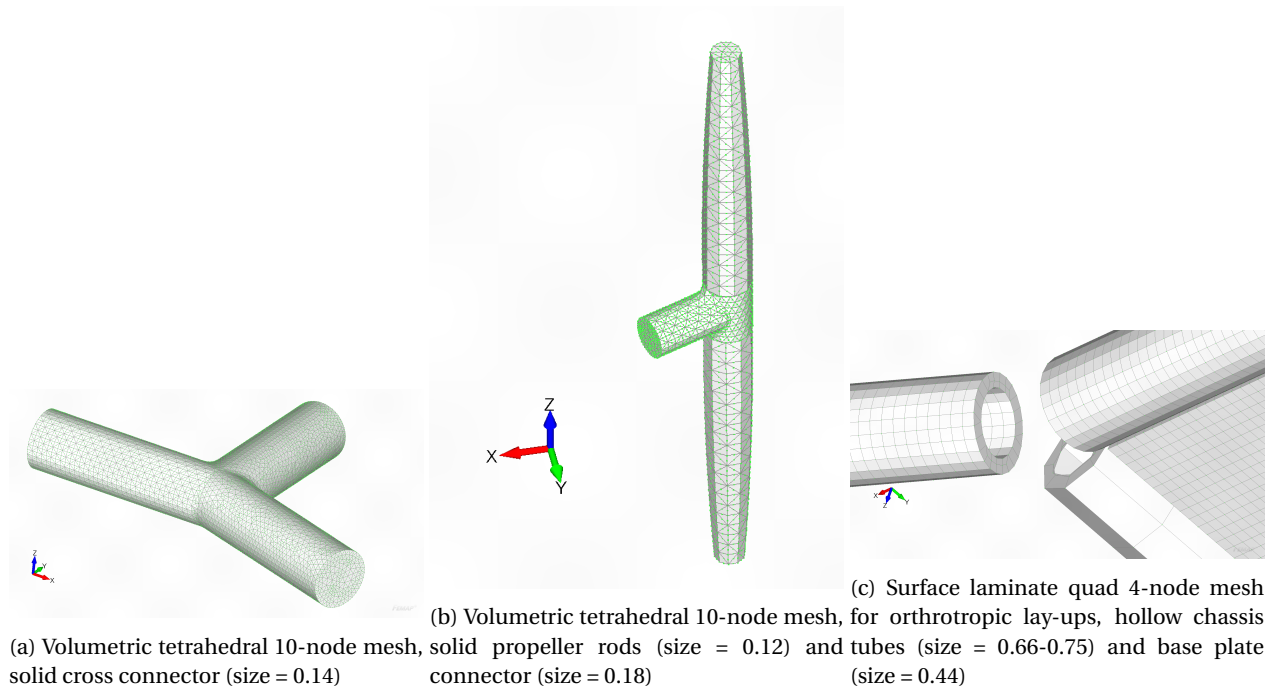 Z
Y
X
(a) Volumetric tetrahedral 10-node mesh,
solid cross connector (size = 0.14)
Z
X
Y
(b) Volumetric tetrahedral 10-node mesh,
solid propeller rods (size = 0.12) and
connector (size = 0.18)
X
Y
Z
(c) Surface laminate quad 4-node mesh
for orthrotropic lay-ups, hollow chassis
tubes (size = 0.66-0.75) and base plate
(size = 0.44)